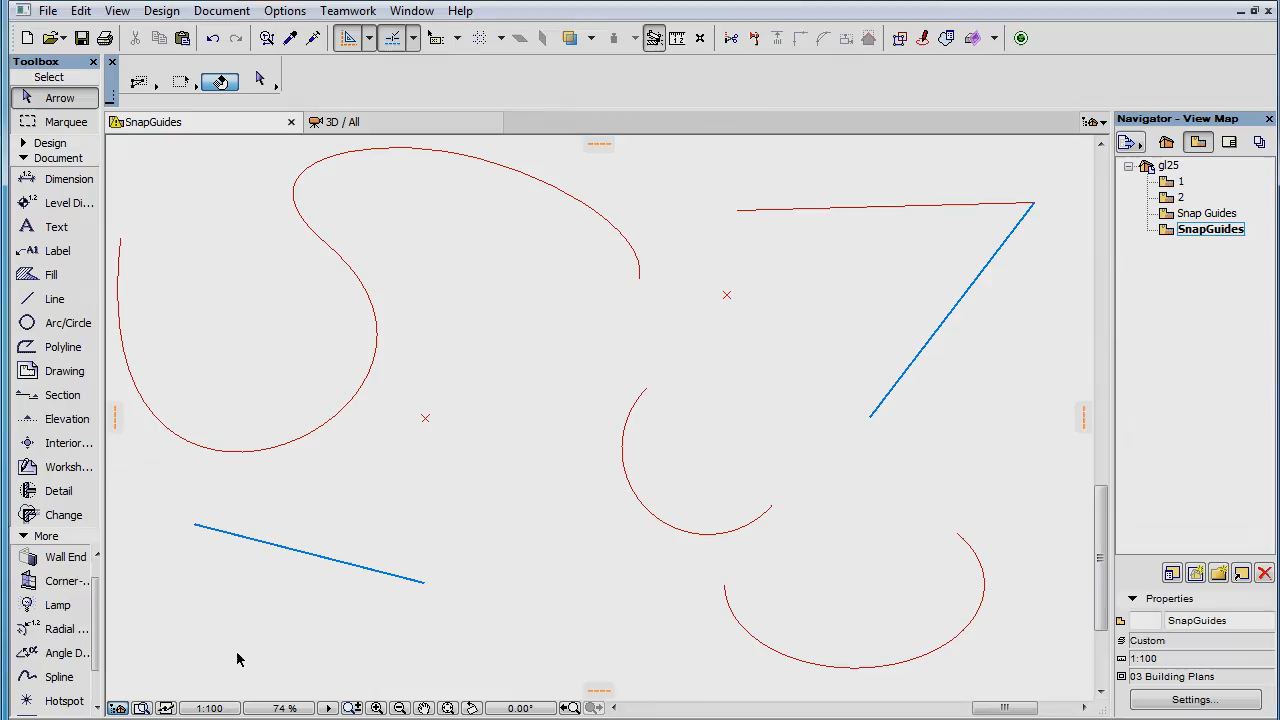 File Edit View Design Document Options Teamwork Window Help
Toolbox
Select
Arrow
Marquee
Design
Document
Dimension
Level Di...
Text
Label
Fill
Line
Arc/Circle
Polyline
Drawing
Section
Elevation
Interior...
Worksh...
Detail
Change
More
Wall End
Corner-...
Lamp
Radial ...
Angle D...
Spline
Hotspot
SnapGuides
3D / All
1:100
74 %
0.00°
Navigator - View Map
gl25
1
2
Snap Guides
SnapGuides
Properties
SnapGuides
Custom
1:100
03 Building Plans
Settings...